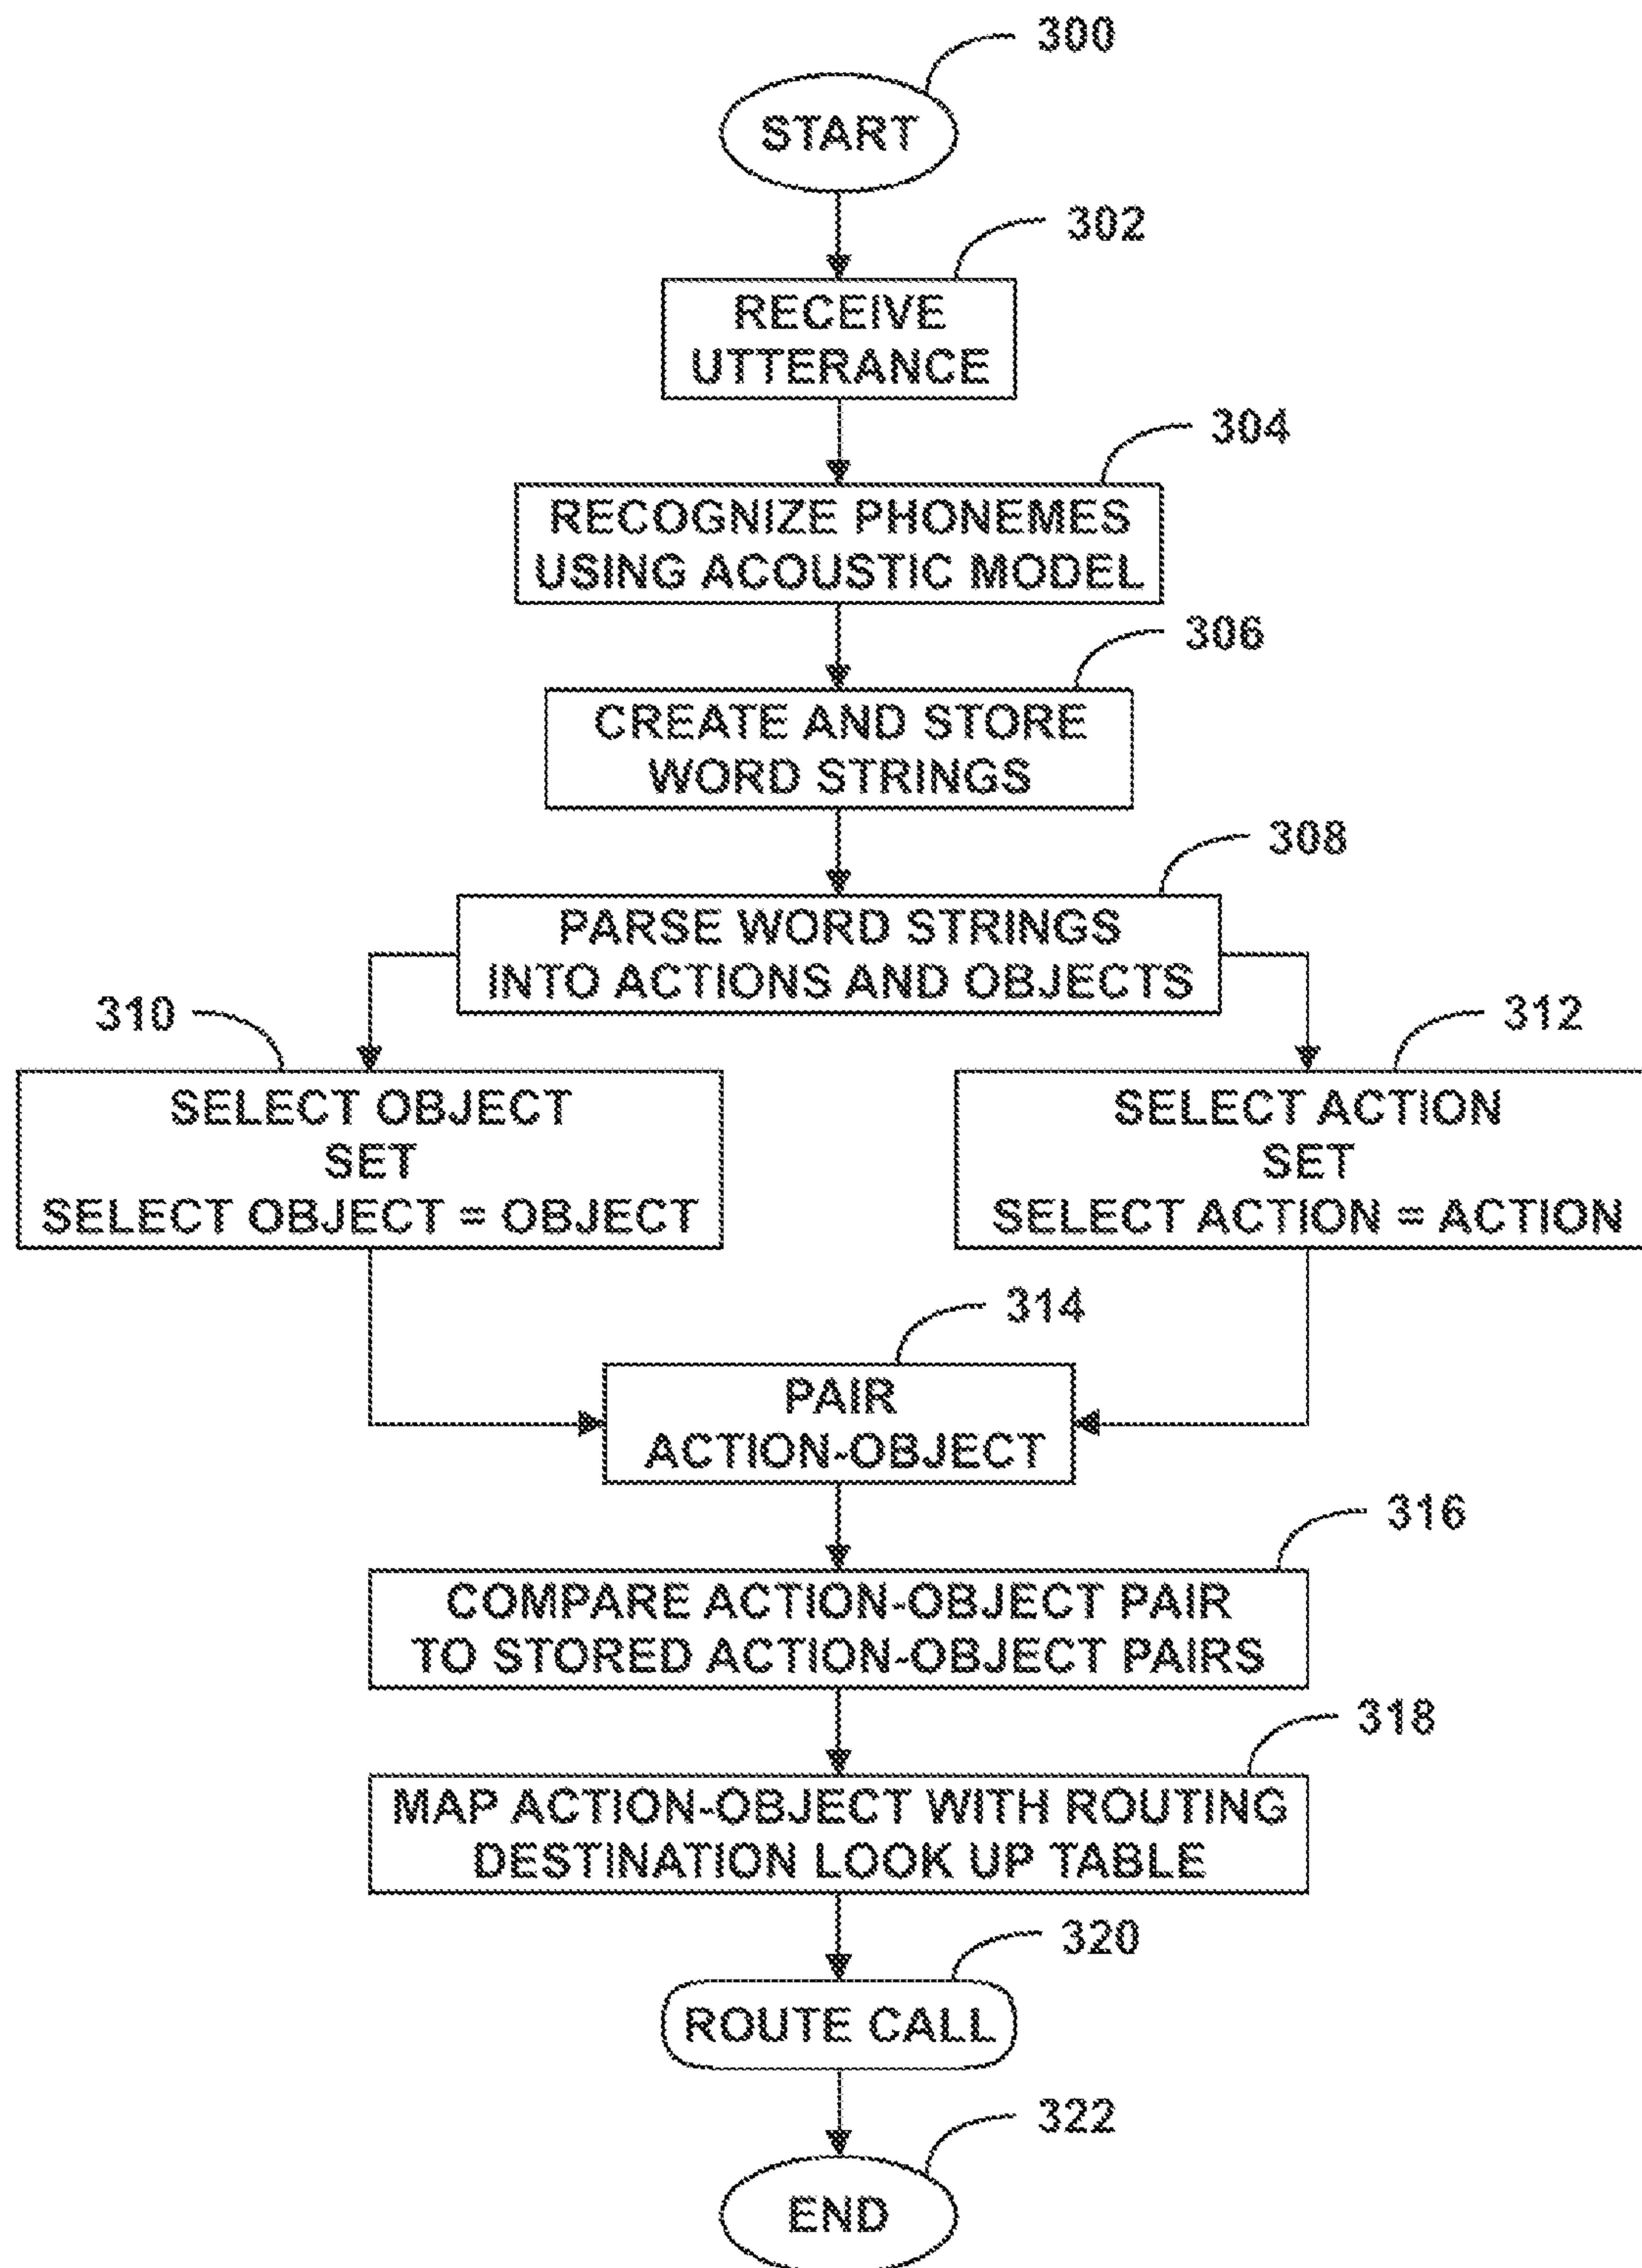 300
START
302
RECEIVE
UTTERANCE
304
RECOGNIZE PHONEMES
USING ACOUSTIC MODEL
306
CREATE AND STORE
WORD STRINGS
308
PARSE WORD STRINGS
INTO ACTIONS AND OBJECTS
310
SELECT OBJECT
SET
SELECT OBJECT = OBJECT
312
SELECT ACTION
SET
SELECT ACTION = ACTION
314
PAIR
ACTION-OBJECT
316
COMPARE ACTION-OBJECT PAIR
TO STORED ACTION-OBJECT PAIRS
318
MAP ACTION-OBJECT WITH ROUTING
DESTINATION LOOK UP TABLE
320
ROUTE CALL
322
END